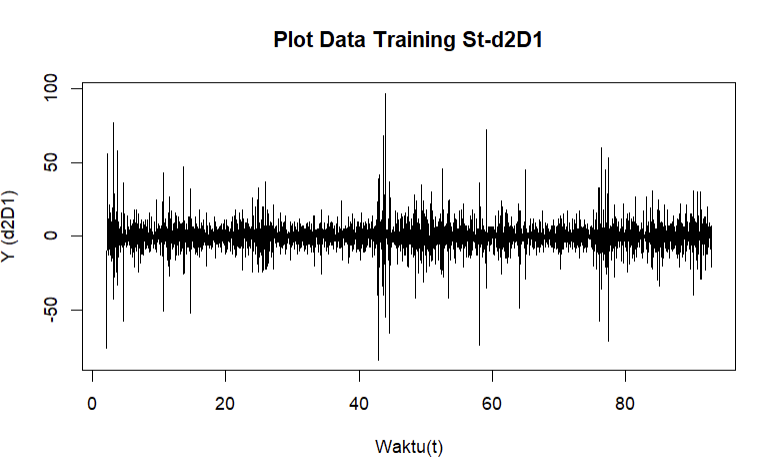 Plot Data Training St-d2D1
Y (d2D1)
100
50
0
-50
0 20 40 60 80
Waktu(t)